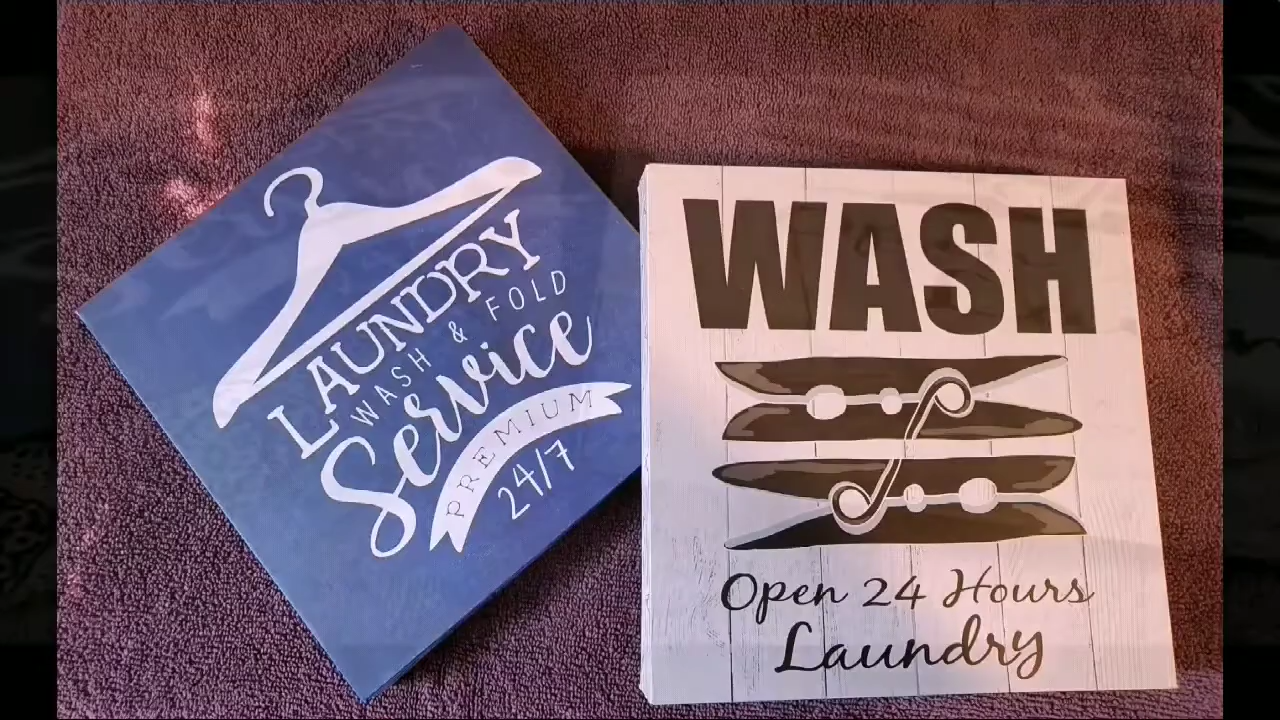 LAUNDRY
WASH & FOLD
Service
PREMIUM
24/7
WASH
Open 24 Hours
Laundry